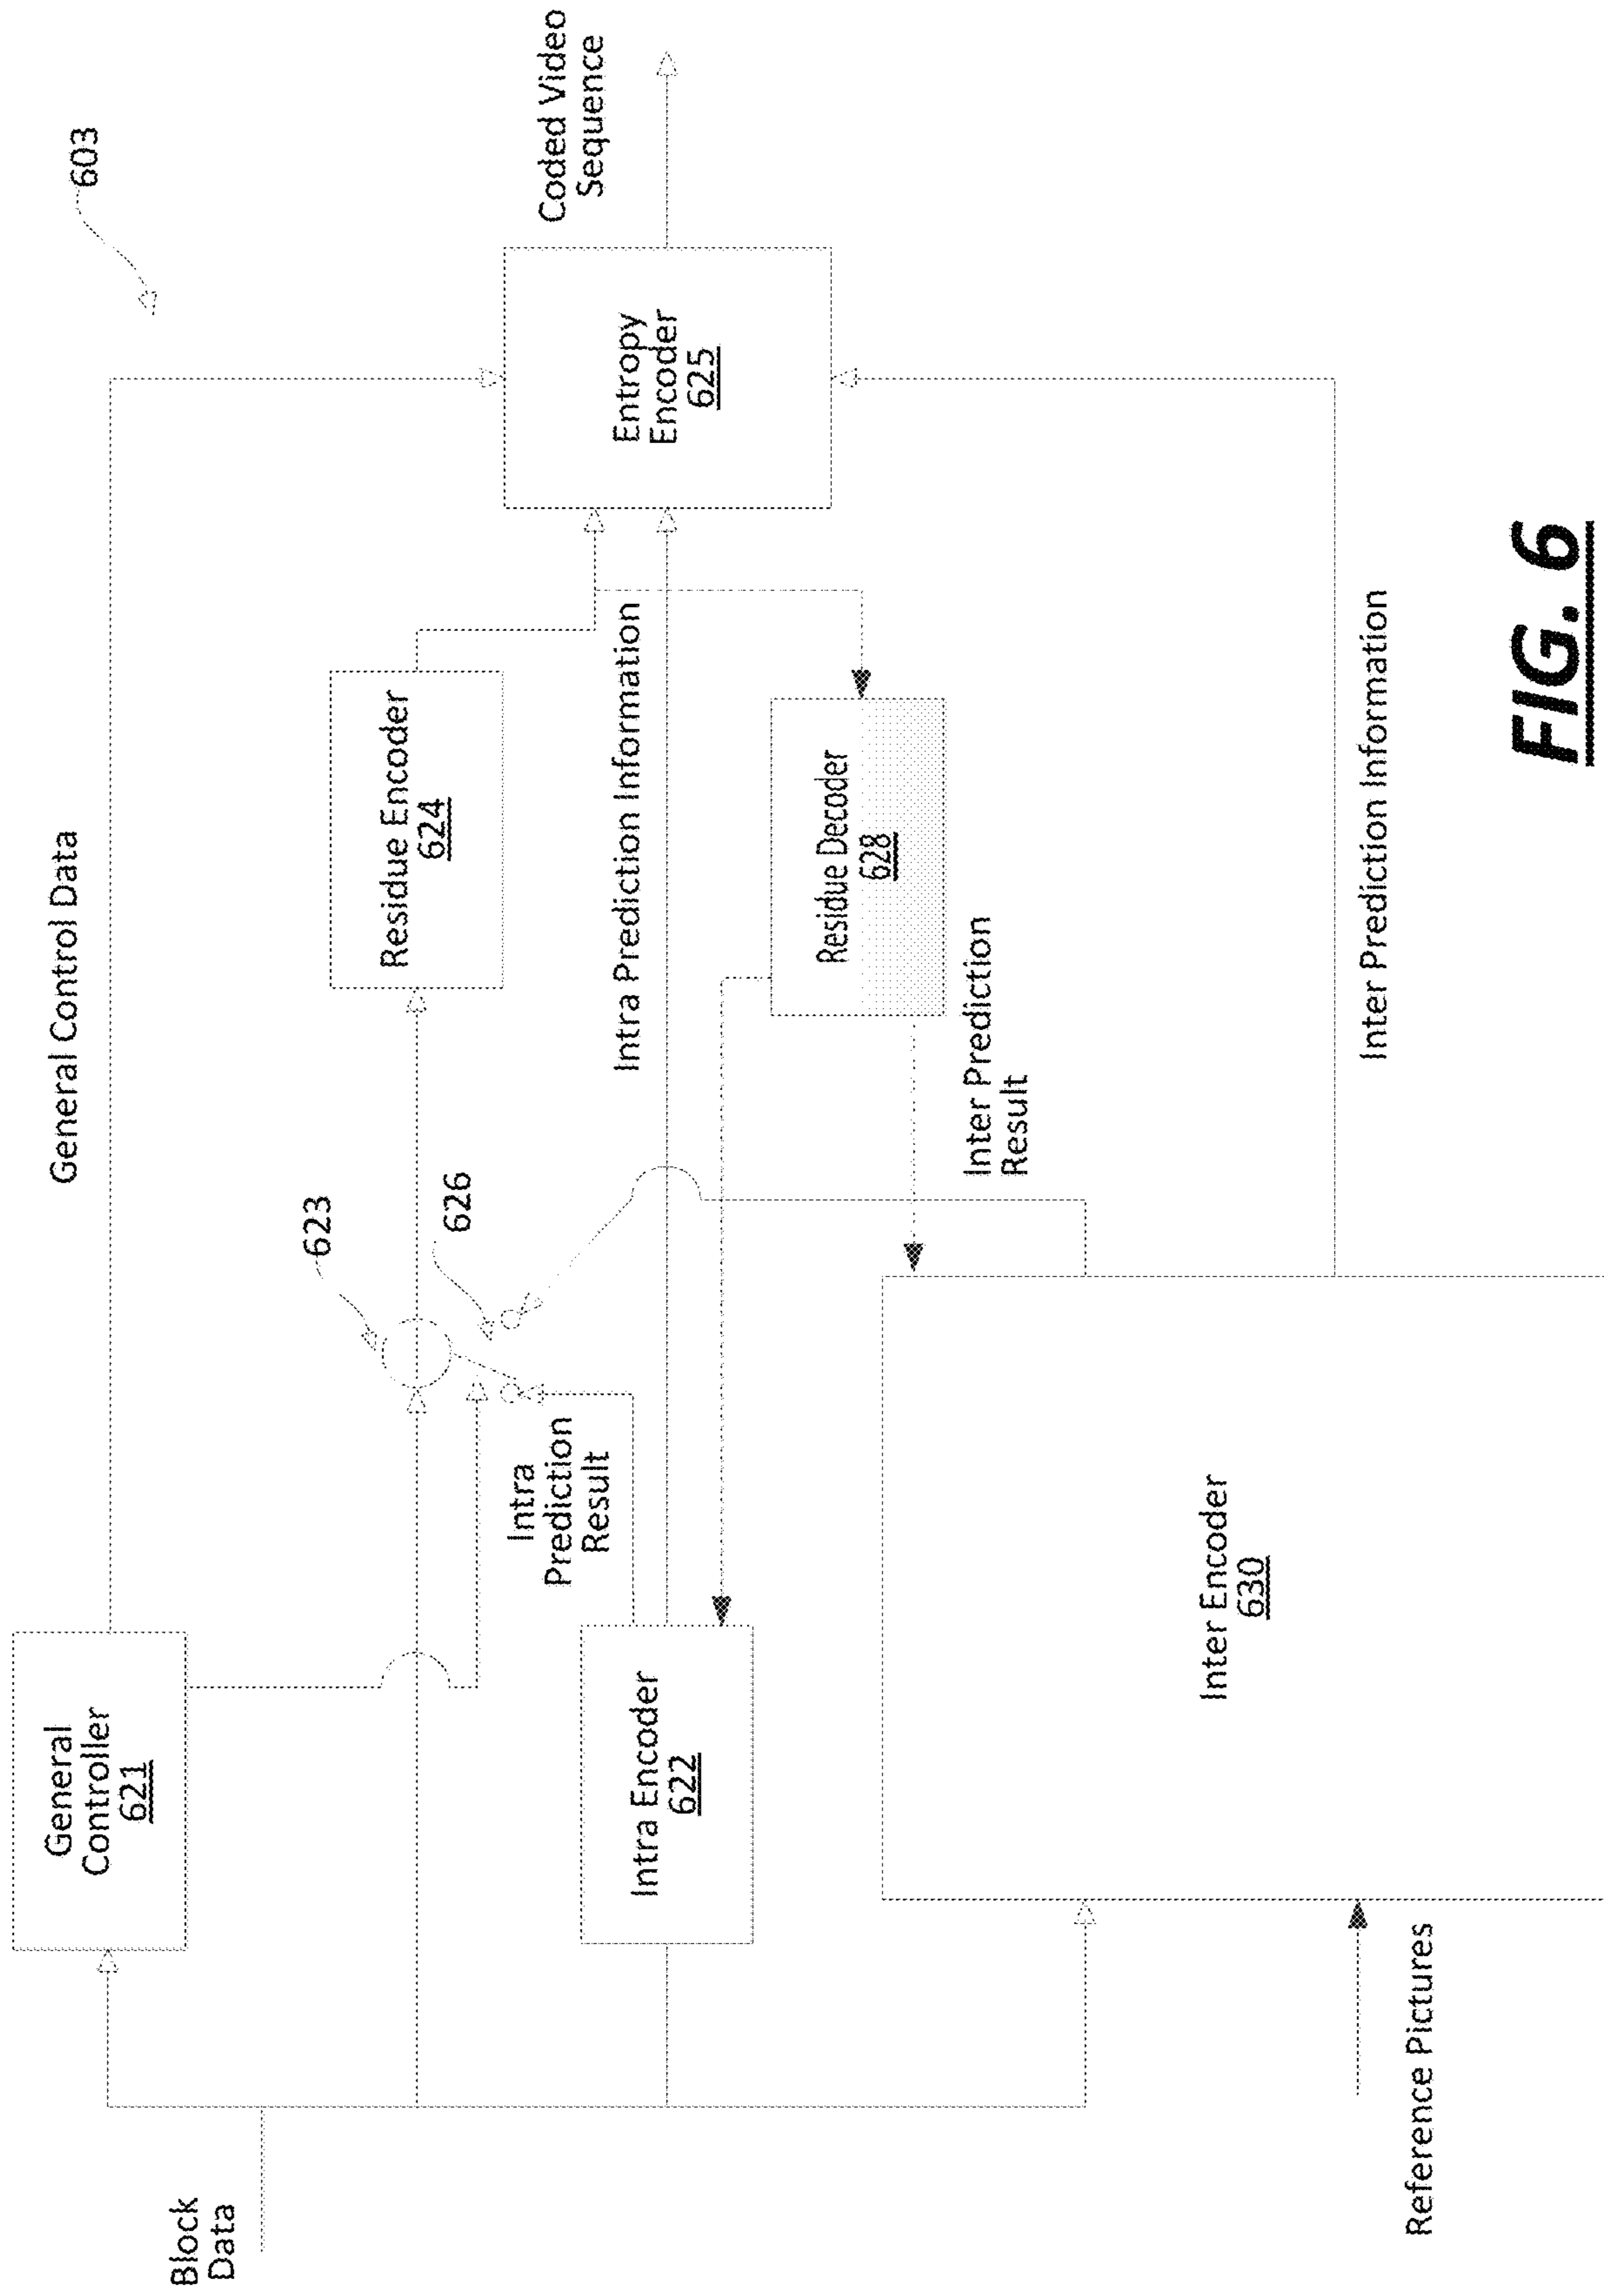 603
General Control Data
General
Controller
621
Block
Data
623
626
Residue Encoder
624
Coded Video
Sequence
Entropy
Encoder
625
Intra
Prediction
Result
Intra Prediction Information
Intra Encoder
622
Residue Decoder
628
Inter Prediction
Result
Inter Encoder
630
Reference Pictures
Inter Prediction Information
FIG. 6